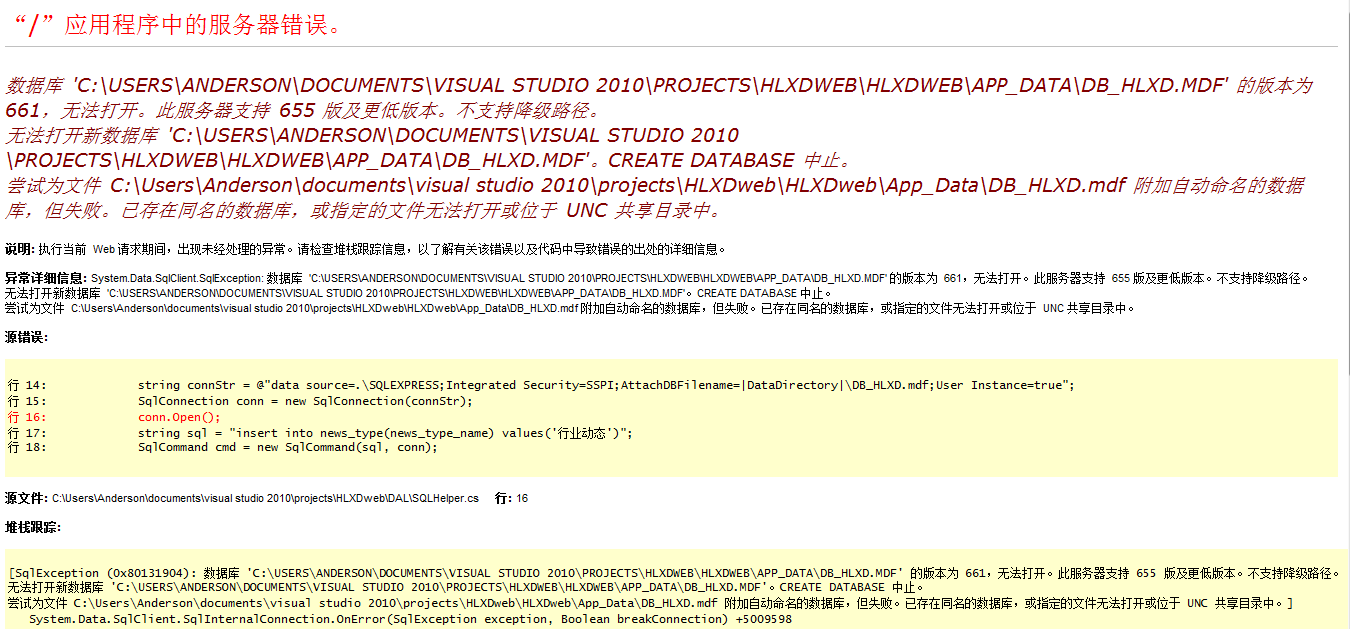 “/”应用程序中的服务器错误。
数据库 'C:\USERS\ANDERSON\DOCUMENTS\VISUAL STUDIO 2010\PROJECTS\HLXDWEB\HLXDWEB\APP_DATA\DB_HLXD.MDF' 的版本为
661，无法打开。此服务器支持 655 版及更低版本。不支持降级路径。
无法打开新数据库 'C:\USERS\ANDERSON\DOCUMENTS\VISUAL STUDIO 2010
\PROJECTS\HLXDWEB\HLXDWEB\APP_DATA\DB_HLXD.MDF'。CREATE DATABASE 中止。
尝试为文件 C:\Users\Anderson\documents\visual studio 2010\projects\HLXDweb\HLXDweb\App_Data\DB_HLXD.mdf 附加自动命名的数据
库，但失败。已存在同名的数据库，或指定的文件无法打开或位于 UNC 共享目录中。
说明: 执行当前 Web 请求期间，出现未经处理的异常。请检查堆栈跟踪信息，以了解有关该错误以及代码中导致错误的出处的详细信息。
异常详细信息: System.Data.SqlClient.SqlException: 数据库 'C:\USERS\ANDERSON\DOCUMENTS\VISUAL STUDIO 2010\PROJECTS\HLXDWEB\HLXDWEB\APP_DATA\DB_HLXD.MDF' 的版本为 661，无法打开。此服务器支持 655 版及更低版本。不支持降级路径。
无法打开新数据库 'C:\USERS\ANDERSON\DOCUMENTS\VISUAL STUDIO 2010\PROJECTS\HLXDWEB\HLXDWEB\APP_DATA\DB_HLXD.MDF'。CREATE DATABASE 中止。
尝试为文件 C:\Users\Anderson\documents\visual studio 2010\projects\HLXDweb\HLXDweb\App_Data\DB_HLXD.mdf 附加自动命名的数据库，但失败。已存在同名的数据库，或指定的文件无法打开或位于 UNC 共享目录中。
源错误:
行 14: string connStr = @"data source=.\SQLEXPRESS;Integrated Security=SSPI;AttachDBFilename=|DataDirectory|\DB_HLXD.mdf;User Instance=true";
行 15: SqlConnection conn = new SqlConnection(connStr);
行 16: conn.Open();
行 17: string sql = "insert into news_type(news_type_name) values('行业动态')";
行 18: SqlCommand cmd = new SqlCommand(sql, conn);
源文件: C:\Users\Anderson\documents\visual studio 2010\projects\HLXDweb\DAL\SQLHelper.cs 行: 16
堆栈跟踪:
[SqlException (0x80131904): 数据库 'C:\USERS\ANDERSON\DOCUMENTS\VISUAL STUDIO 2010\PROJECTS\HLXDWEB\HLXDWEB\APP_DATA\DB_HLXD.MDF' 的版本为 661，无法打开。此服务器支持 655 版及更低版本。不支持降级路径。
无法打开新数据库 'C:\USERS\ANDERSON\DOCUMENTS\VISUAL STUDIO 2010\PROJECTS\HLXDWEB\HLXDWEB\APP_DATA\DB_HLXD.MDF'。CREATE DATABASE 中止。
尝试为文件 C:\Users\Anderson\documents\visual studio 2010\projects\HLXDweb\HLXDweb\App_Data\DB_HLXD.mdf 附加自动命名的数据库，但失败。已存在同名的数据库，或指定的文件无法打开或位于 UNC 共享目录中。]
System.Data.SqlClient.SqlInternalConnection.OnError(SqlException exception, Boolean breakConnection) +5009598